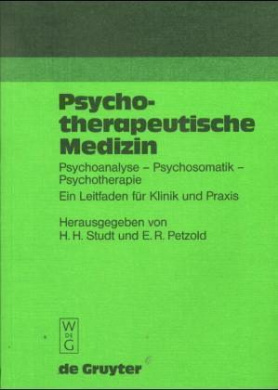 Psycho-
therapeutische
Medizin
Psychoanalyse – Psychosomatik –
Psychotherapie
Ein Leitfaden für Klinik und Praxis
Herausgegeben von
H. H. Studt und E. R. Petzold
W
DE
G
de Gruyter